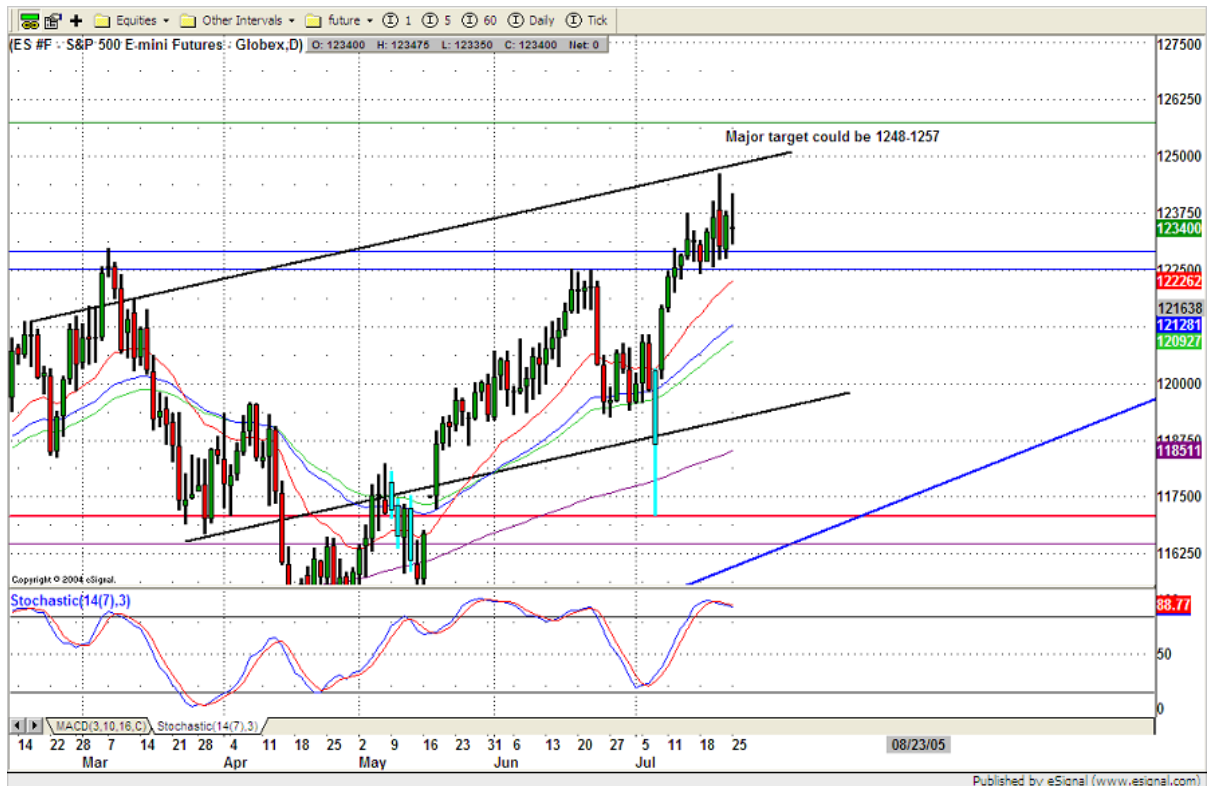 Equities Other Intervals future I 1 I 5 I 60 I Daily I Tick
(ES #F - S&P 500 E-mini Futures - Globex,D) O: 123400 H: 123475 L: 123350 C: 123400 Net: 0
127500
126250
Major target could be 1248-1257
125000
123750
123400
122500
122262
121638
121281
120927
120000
118750
118511
117500
116250
Copyright © 2004 eSignal.
Stochastic(14(7),3)
88.77
50
0
MACD(3,10,16,C) Stochastic(14(7),3)
14 22 28 7 14 21 28 4 11 18 25 2 9 16 23 31 6 13 20 27 5 11 18 25 08/23/05
Mar Apr May Jun Jul
Published by eSignal (www.esignal.com)